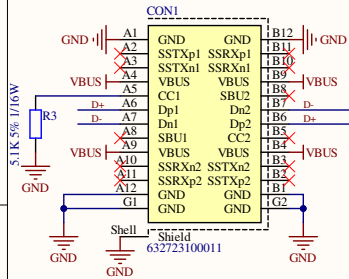 CON1
A1 GND GND B12
GND GND
A2 SSTXp1 SSRXp1 B11
A3 SSTXn1 SSRXn1 B10
VBUS A4 VBUS VBUS B9 VBUS
A5 CC1 SBU2 B8
D+ A6 Dp1 Dn2 B7 D-
D- A7 Dn1 Dp2 B6 D+
R3
5.1K 5% 1/16W
A8 SBU1 CC2 B5
VBUS A9 VBUS VBUS B4 VBUS
A10 SSRXn2 SSTXn2 B3
A11 SSRXp2 SSTXp2 B2
GND
A12 GND GND B1
G1 GND GND G2
Shell Shield
632723100011
GND GND GND